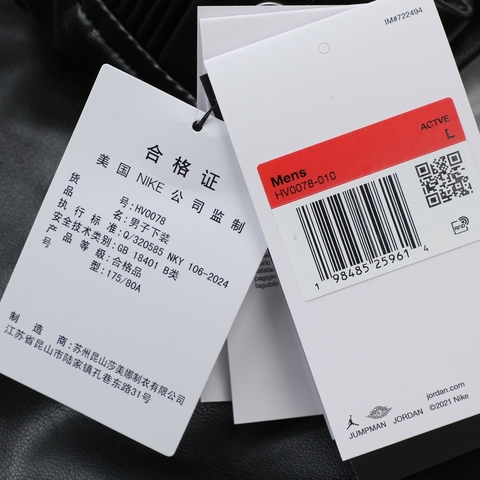 合格证
美国 NIKE 公司监制
货 号: HV0078
品 名: 男子下装
执行标准: Q/320585 NKY 106-2024
安全技术类别: GB 18401 B类
产品等级: 合格品
号 型: 175/80A
制 造 商: 苏州昆山莎美娜制衣有限公司
江苏省昆山市陆家镇孔巷东路31号
IM#722494
ACTVE
L
Mens
HV0078-010
1 98485 25961 4
jordan.com
©2021 Nike
JUMPMAN JORDAN